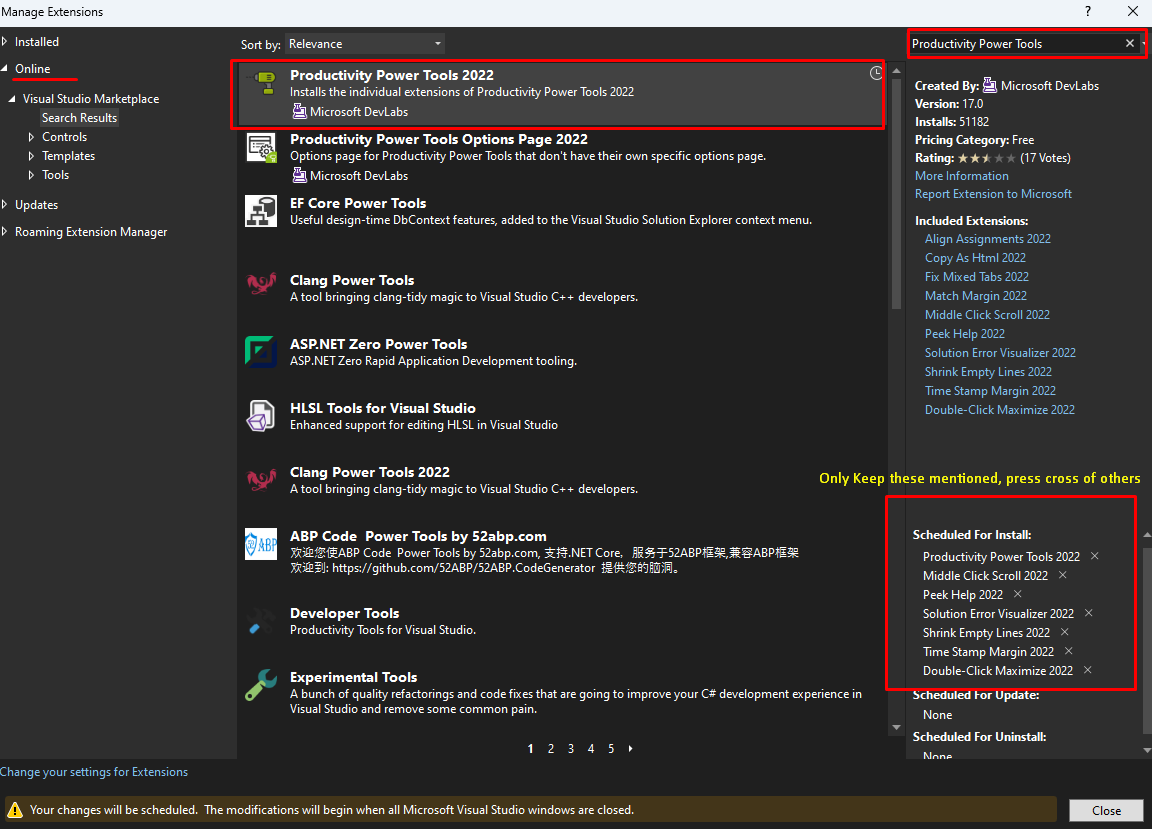 Manage Extensions
?
Installed
Online
Visual Studio Marketplace
Search Results
Controls
Templates
Tools
Updates
Roaming Extension Manager
Sort by: Relevance
Productivity Power Tools 2022
Installs the individual extensions of Productivity Power Tools 2022
Microsoft DevLabs
Productivity Power Tools Options Page 2022
Options page for Productivity Power Tools that don't have their own specific options page.
Microsoft DevLabs
EF Core Power Tools
Useful design-time DbContext features, added to the Visual Studio Solution Explorer context menu.
Clang Power Tools
A tool bringing clang-tidy magic to Visual Studio C++ developers.
ASP.NET Zero Power Tools
ASP.NET Zero Rapid Application Development tooling.
HLSL Tools for Visual Studio
Enhanced support for editing HLSL in Visual Studio
Clang Power Tools 2022
A tool bringing clang-tidy magic to Visual Studio C++ developers.
ABP
ABP Code  Power Tools by 52abp.com
欢迎您使ABP Code  Power Tools by 52abp.com, 支持.NET Core,  服务于52ABP框架,兼容ABP框架
欢迎到: https://github.com/52ABP/52ABP.CodeGenerator  提供您的脑洞。
Developer Tools
Productivity Tools for Visual Studio.
Experimental Tools
A bunch of quality refactorings and code fixes that are going to improve your C# development experience in
Visual Studio and remove some common pain.
1 2 3 4 5
Productivity Power Tools
Created By: Microsoft DevLabs
Version: 17.0
Installs: 51182
Pricing Category: Free
Rating: (17 Votes)
More Information
Report Extension to Microsoft
Included Extensions:
Align Assignments 2022
Copy As Html 2022
Fix Mixed Tabs 2022
Match Margin 2022
Middle Click Scroll 2022
Peek Help 2022
Solution Error Visualizer 2022
Shrink Empty Lines 2022
Time Stamp Margin 2022
Double-Click Maximize 2022
Only Keep these mentioned, press cross of others
Scheduled For Install:
Productivity Power Tools 2022
Middle Click Scroll 2022
Peek Help 2022
Solution Error Visualizer 2022
Shrink Empty Lines 2022
Time Stamp Margin 2022
Double-Click Maximize 2022
Scheduled For Update:
None
Scheduled For Uninstall:
None
Change your settings for Extensions
Your changes will be scheduled.  The modifications will begin when all Microsoft Visual Studio windows are closed.
Close